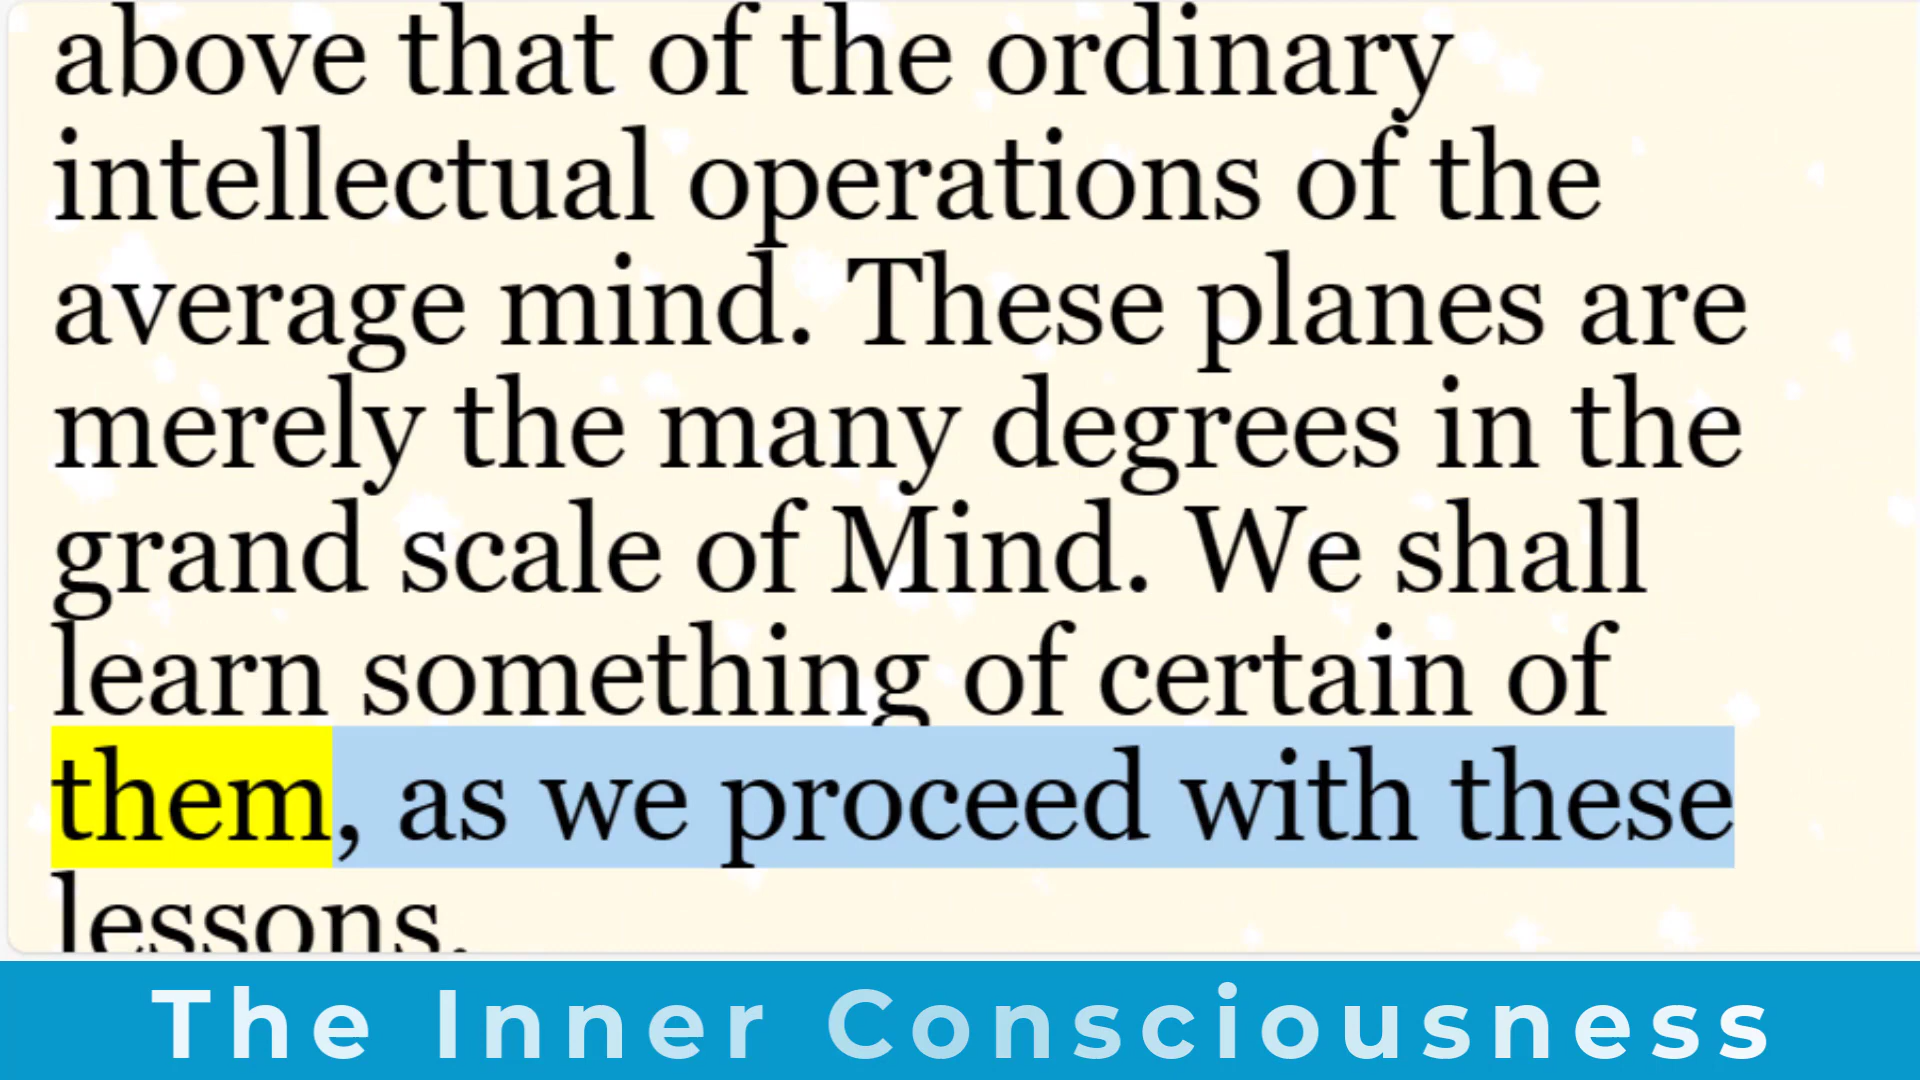 above that of the ordinary
intellectual operations of the
average mind. These planes are
merely the many degrees in the
grand scale of Mind. We shall
learn something of certain of
them, as we proceed with these
lessons.
The Inner Consciousness